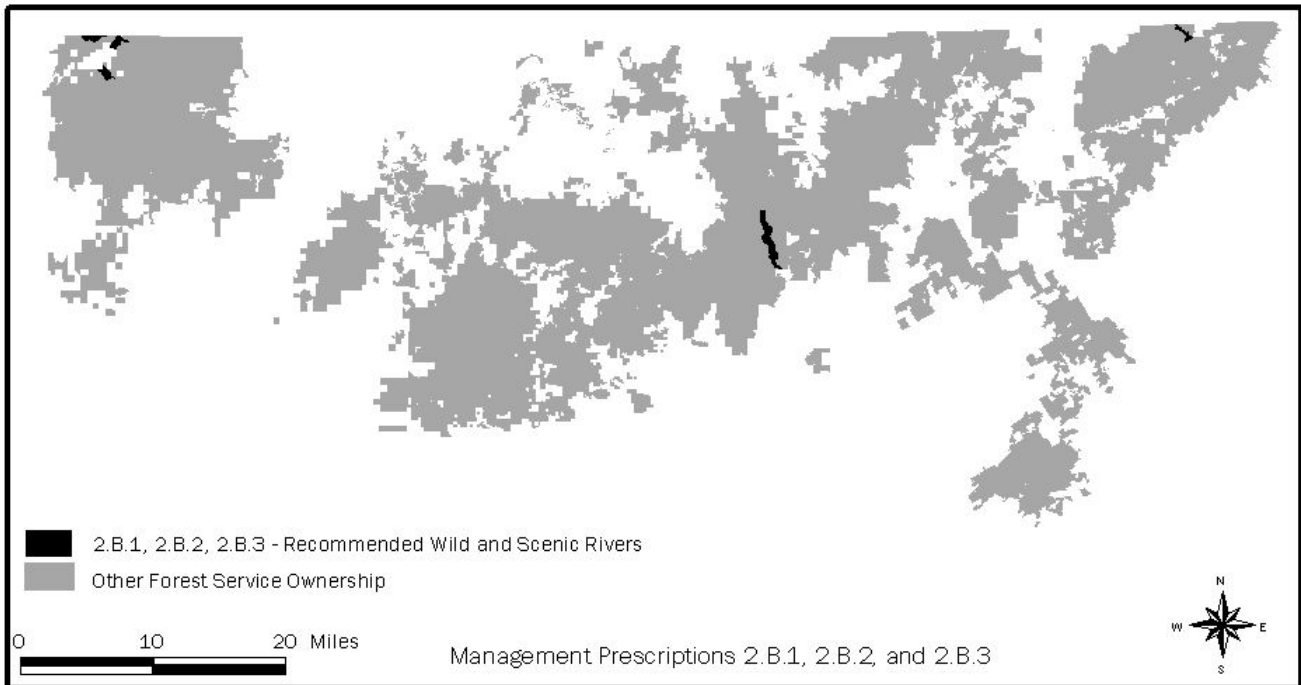 2.B.1, 2.B.2, 2.B.3 - Recommended Wild and Scenic Rivers
Other Forest Service Ownership
0 10 20 Miles
Management Prescriptions 2.B.1, 2.B.2, and 2.B.3
N
W E
S